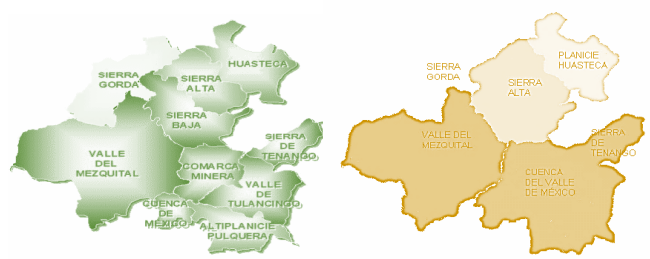 HUASTECA
SIERRA
GORDA
SIERRA
ALTA
SIERRA
BAJA
SIERRA
DE
TENANGO
VALLE
DEL
MEZQUITAL
COMARCA
MINERA
VALLE
DE
TULANCINGO
CUENCA
DE
MÉXICO
ALTIPLANICIE
PULQUERA
PLANICIE
HUASTECA
SIERRA
GORDA
SIERRA
ALTA
VALLE DEL
MEZQUITAL
SIERRA
DE
TENANGO
CUENCA
DEL VALLE
DE MÉXICO